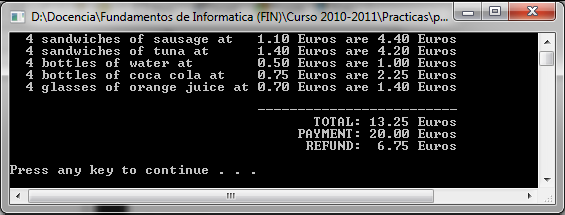 D:\Docencia\Fundamentos de Informatica (FIN)\Curso 2010-2011\Practicas\p...
4 sandwiches of sausage at 1.10 Euros are 4.40 Euros
4 sandwiches of tuna at 1.40 Euros are 4.20 Euros
4 bottles of water at 0.50 Euros are 1.00 Euros
4 bottles of coca cola at 0.75 Euros are 2.25 Euros
4 glasses of orange juice at 0.70 Euros are 1.40 Euros
--------------------------
TOTAL: 13.25 Euros
PAYMENT: 20.00 Euros
REFUND: 6.75 Euros
Press any key to continue . . .